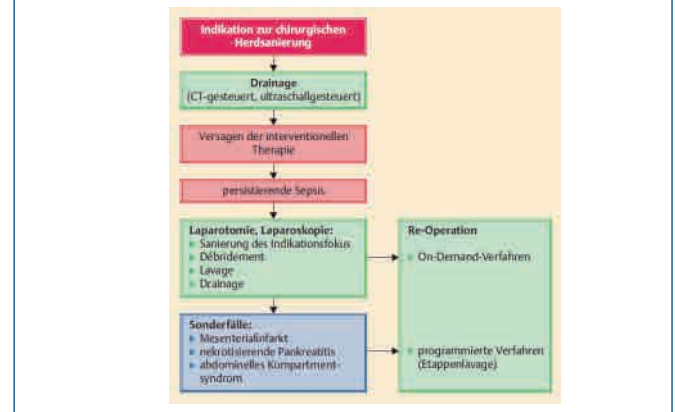 Indikation zur chirurgischen
Herdsanierung
Drainage
(CT-gesteuert, ultraschallgesteuert)
Versagen der interventionellen
Therapie
persistierende Sepsis
Laparotomie, Laparoskopie:
Sanierung des Indikationsfokus
Débridement
Lavage
Drainage
Re-Operation
On-Demand-Verfahren
Sonderfälle:
Mesenterialinfarkt
nekrotisierende Pankreatitis
abdominelles Kompartment-
syndrom
programmierte Verfahren
(Etappenlavage)